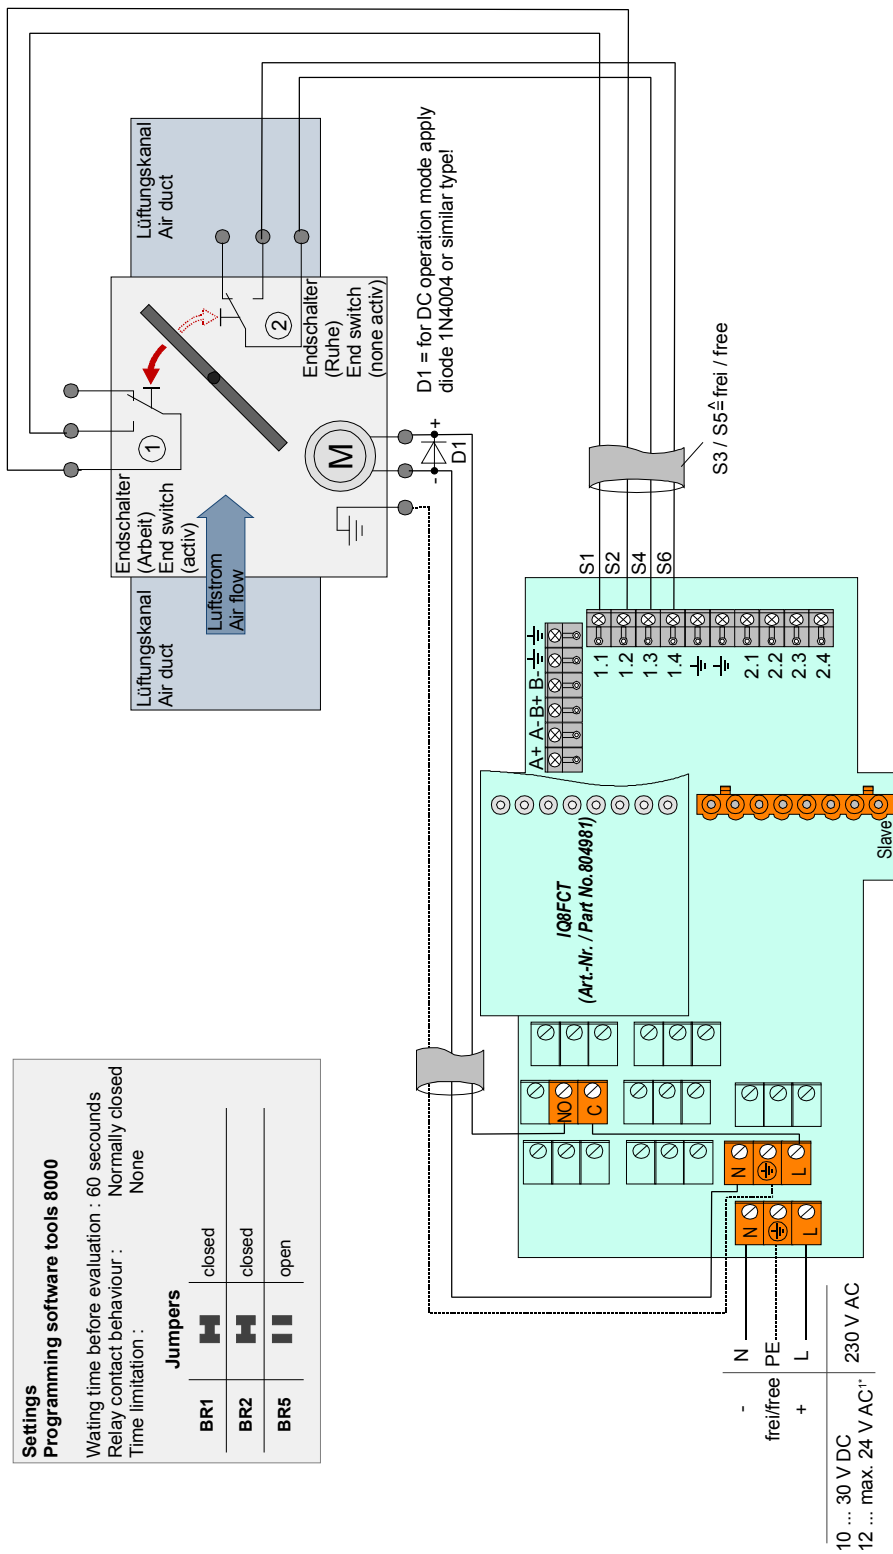 Settings
Programming software tools 8000
Wating time before evaluation : 60 secounds
Relay contact behaviour : Normally closed
Time limitation : None
Jumpers
BR1 closed
BR2 closed
BR5 open
Lüftungskanal
Air duct
Endschalter
(Arbeit)
End switch
(activ)
1
Luftstrom
Air flow
Lüftungskanal
Air duct
Endschalter
(Ruhe)
End switch
(none activ)
2
M
- +
D1
D1 = for DC operation mode apply
diode 1N4004 or similar type!
S1
S2
S4
S6
S3 / S5 ≙ frei / free
A+ A- B+ B-
1.1
1.2
1.3
1.4
2.1
2.2
2.3
2.4
IQ8FCT
(Art.-Nr. / Part No. 804981)
Slave
NO
C
N
L
N
L
- N
frei/free PE
+ L
10 ... 30 V DC
12 ... max. 24 V AC¹* 230 V AC